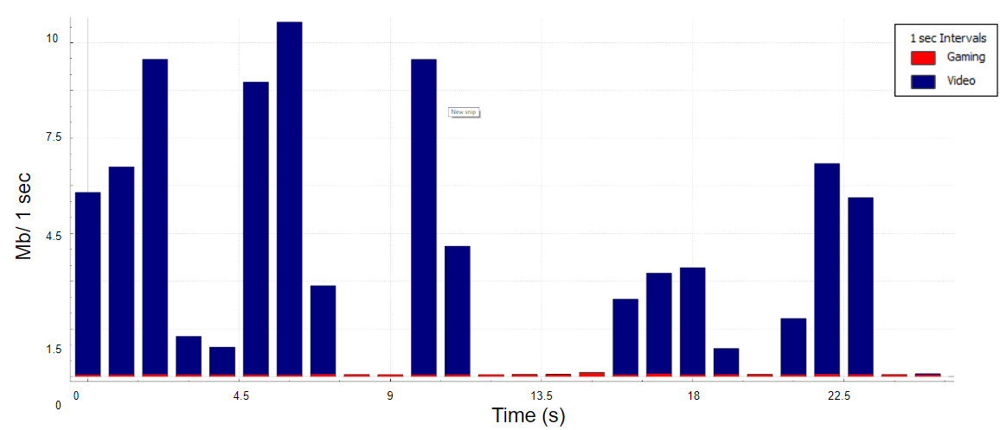 10
1 sec Intervals
Gaming
Video
New snip
7.5
Mb/ 1 sec
4.5
1.5
0
0 4.5 9 13.5 18 22.5
Time (s)